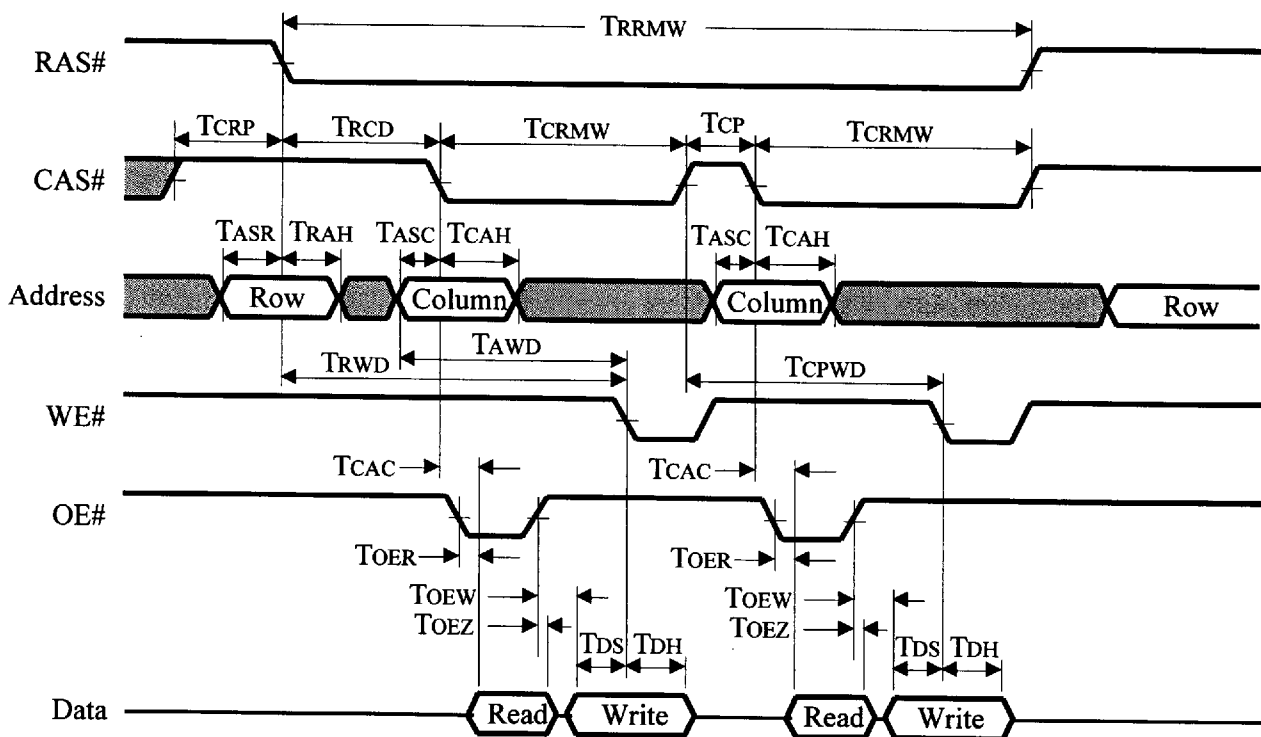 TRRMW
RAS#
TCRP TRCD TCRMW TCP TCRMW
CAS#
TASR TRAH TASC TCAH TASC TCAH
Address Row Column Column Row
TAWD
TRWD TCPWD
WE#
TCAC TCAC
OE#
TOER TOER
TOEW TOEW
TOEZ TOEZ
TDS TDH TDS TDH
Data Read Write Read Write